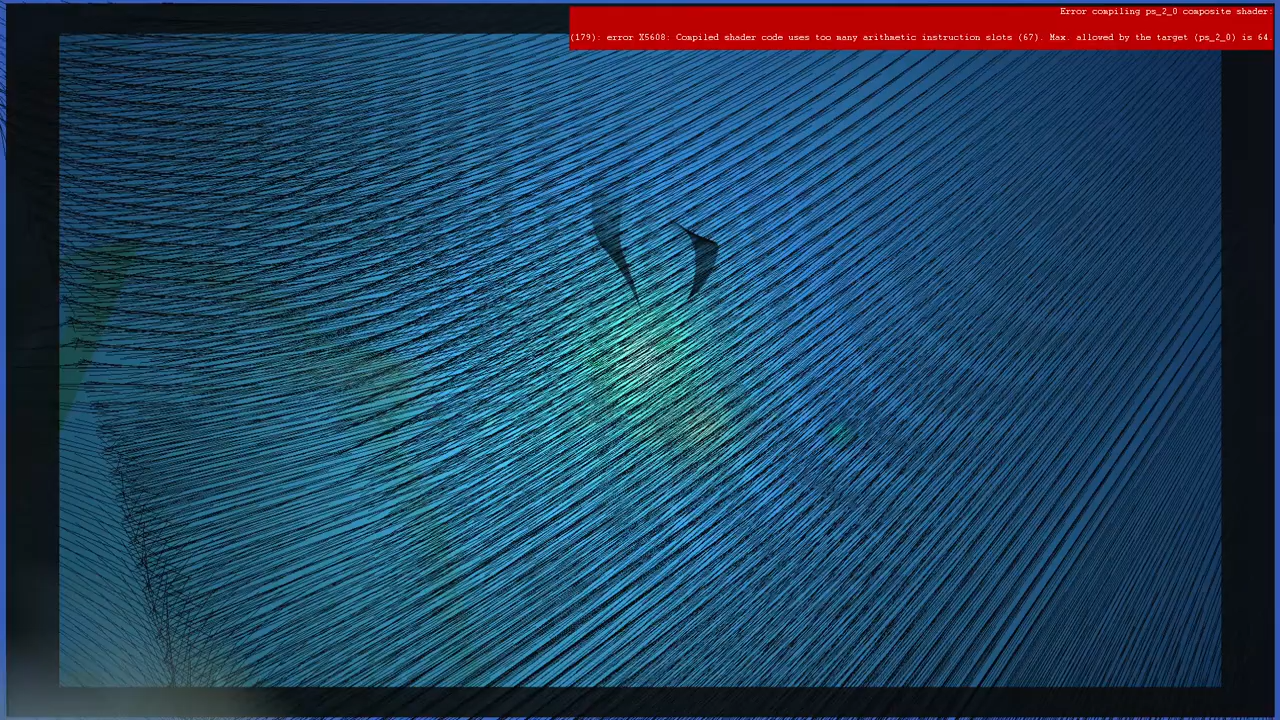 Error compiling ps_2_0 composite shader:
(179): error X5608: Compiled shader code uses too many arithmetic instruction slots (67). Max. allowed by the target (ps_2_0) is 64.